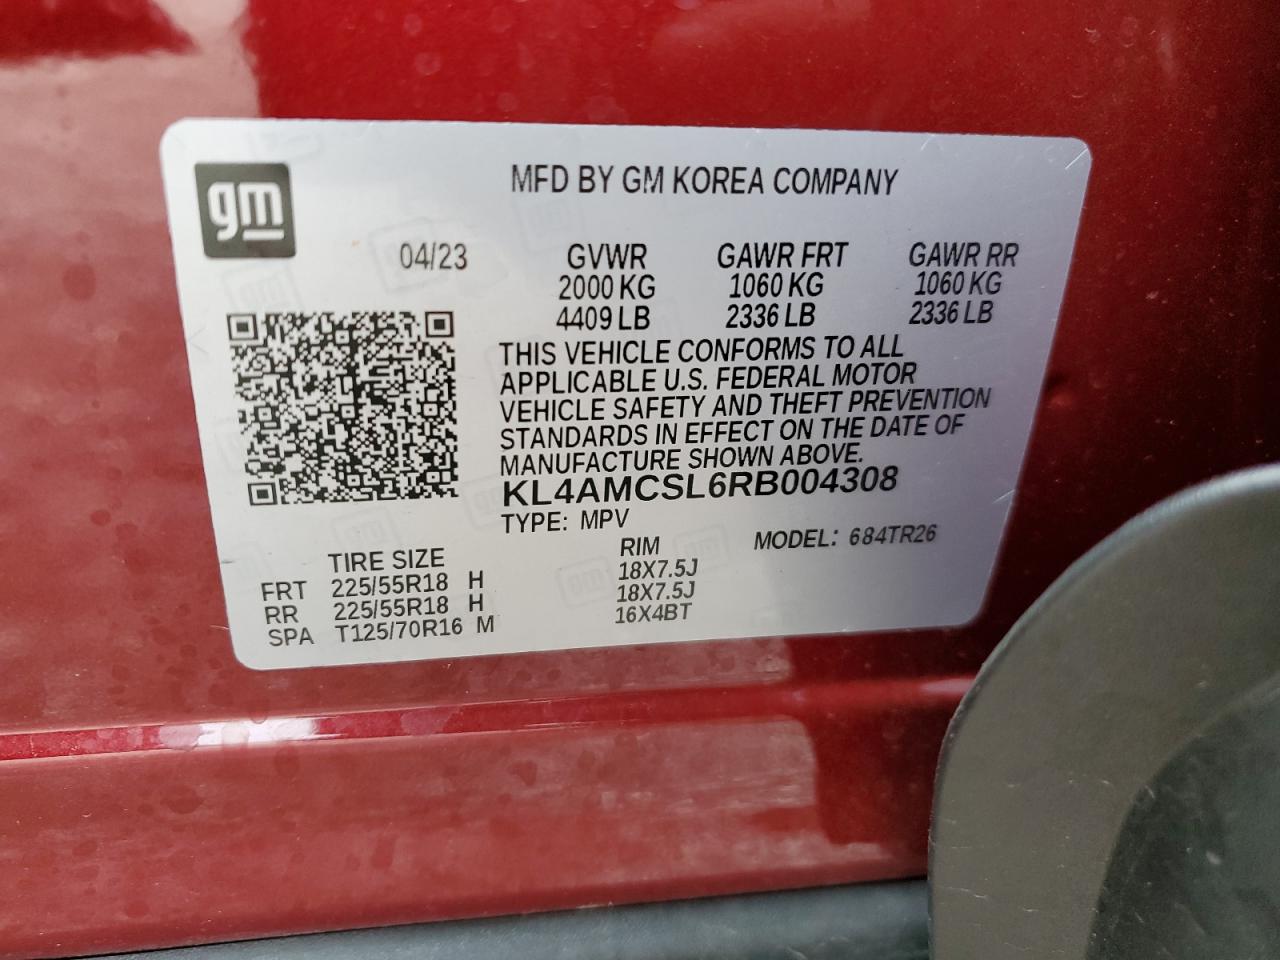 gm
MFD BY GM KOREA COMPANY
04/23 GVWR GAWR FRT GAWR RR
2000 KG 1060 KG 1060 KG
4409 LB 2336 LB 2336 LB
THIS VEHICLE CONFORMS TO ALL
APPLICABLE U.S. FEDERAL MOTOR
VEHICLE SAFETY AND THEFT PREVENTION
STANDARDS IN EFFECT ON THE DATE OF
MANUFACTURE SHOWN ABOVE.
KL4AMCSL6RB004308
TYPE: MPV MODEL: 684TR26
TIRE SIZE RIM
FRT 225/55R18 H 18X7.5J
RR 225/55R18 H 18X7.5J
SPA T125/70R16 M 16X4BT